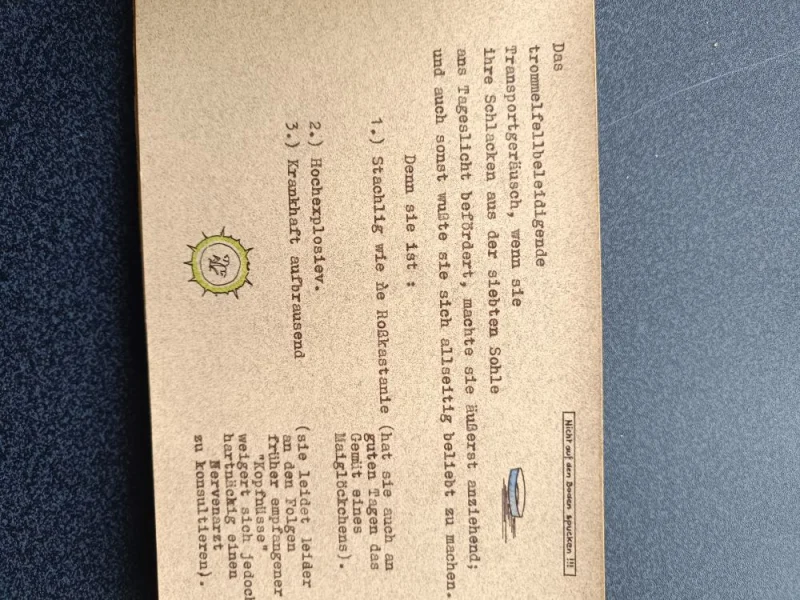 Das
trommelfellbeleidigende
Transportgeräusch, wenn sie
ihre Schlacken aus der siebten Sohle
ans Tageslicht befördert, machte sie äußerst anziehend;
und auch sonst wußte sie sich allseitig beliebt zu machen.
Nicht auf den Boden spucken !!!
Denn sie ist :
1.) Stachlig wie ne Roßkastanie (hat sie auch an
guten Tagen das
Gemüt eines
Maiglöckchens).
2.) Hochexplosiev.
3.) Krankhaft aufbrausend
(sie leidet leider
an den Folgen
früher empfangener
"Kopfnüsse"
weigert sich jedoch
hartnäckig einen
Nervenarzt
zu konsultieren).